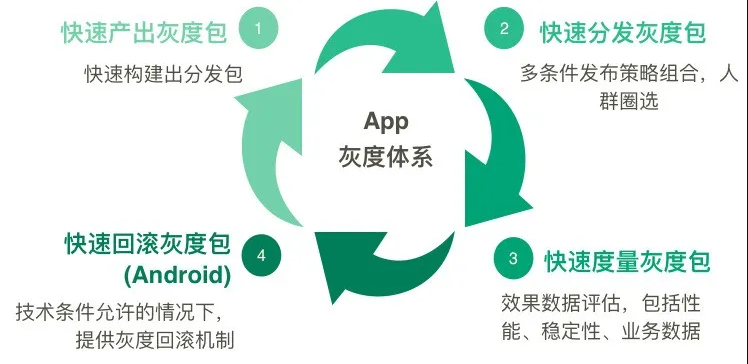 快速产出灰度包
1
快速构建出分发包
2
快速分发灰度包
多条件发布策略组合，人
群圈选
App
灰度体系
3
快速度量灰度包
效果数据评估，包括性
能、稳定性、业务数据
快速回滚灰度包
(Android)
4
技术条件允许的情况下，
提供灰度回滚机制